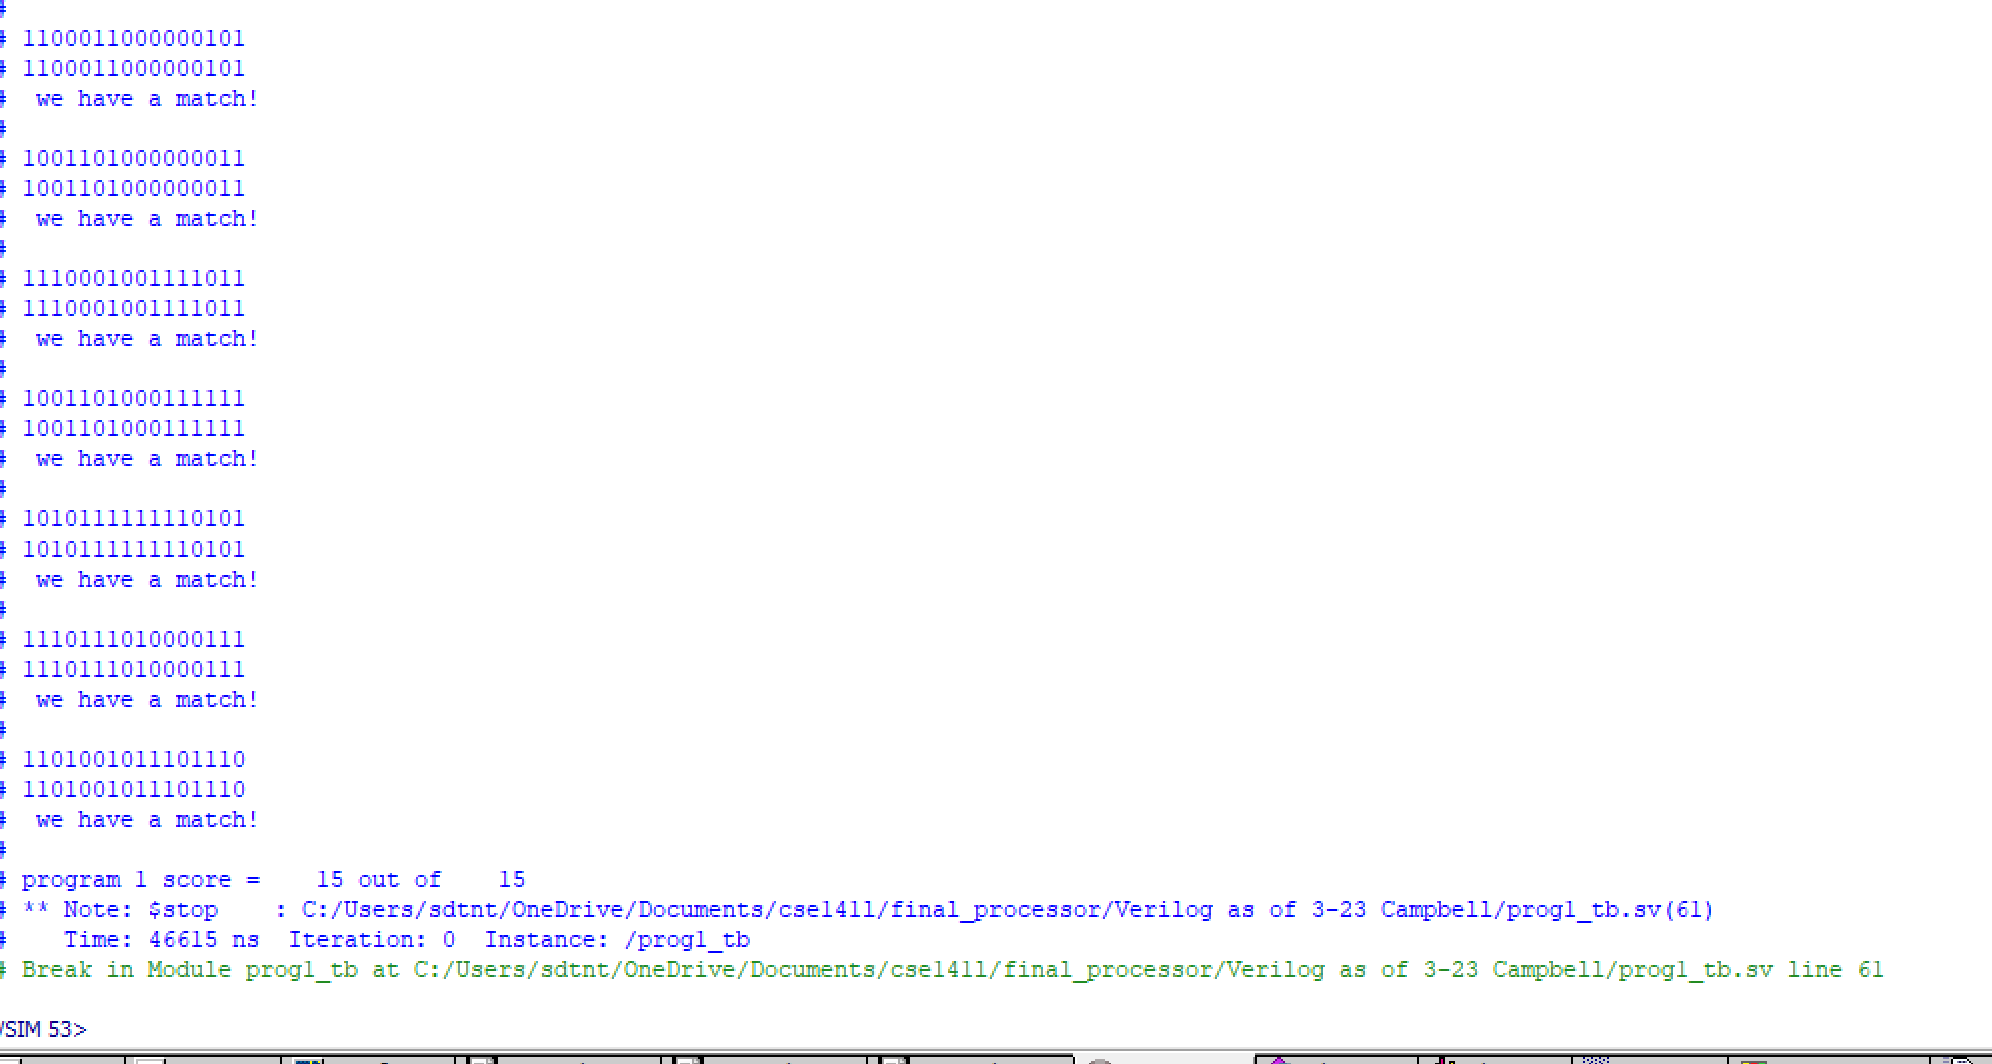 #
# 1100011000000101
# 1100011000000101
#  we have a match!
#
# 1001101000000011
# 1001101000000011
#  we have a match!
#
# 1110001001111011
# 1110001001111011
#  we have a match!
#
# 1001101000111111
# 1001101000111111
#  we have a match!
#
# 1010111111110101
# 1010111111110101
#  we have a match!
#
# 1110111010000111
# 1110111010000111
#  we have a match!
#
# 1101001011101110
# 1101001011101110
#  we have a match!
#
# program 1 score =    15 out of    15
# ** Note: $stop    : C:/Users/sdtnt/OneDrive/Documents/cse141l/final_processor/Verilog as of 3-23 Campbell/prog1_tb.sv(61)
#    Time: 46615 ns  Iteration: 0  Instance: /prog1_tb
# Break in Module prog1_tb at C:/Users/sdtnt/OneDrive/Documents/cse141l/final_processor/Verilog as of 3-23 Campbell/prog1_tb.sv line 61
VSIM 53>